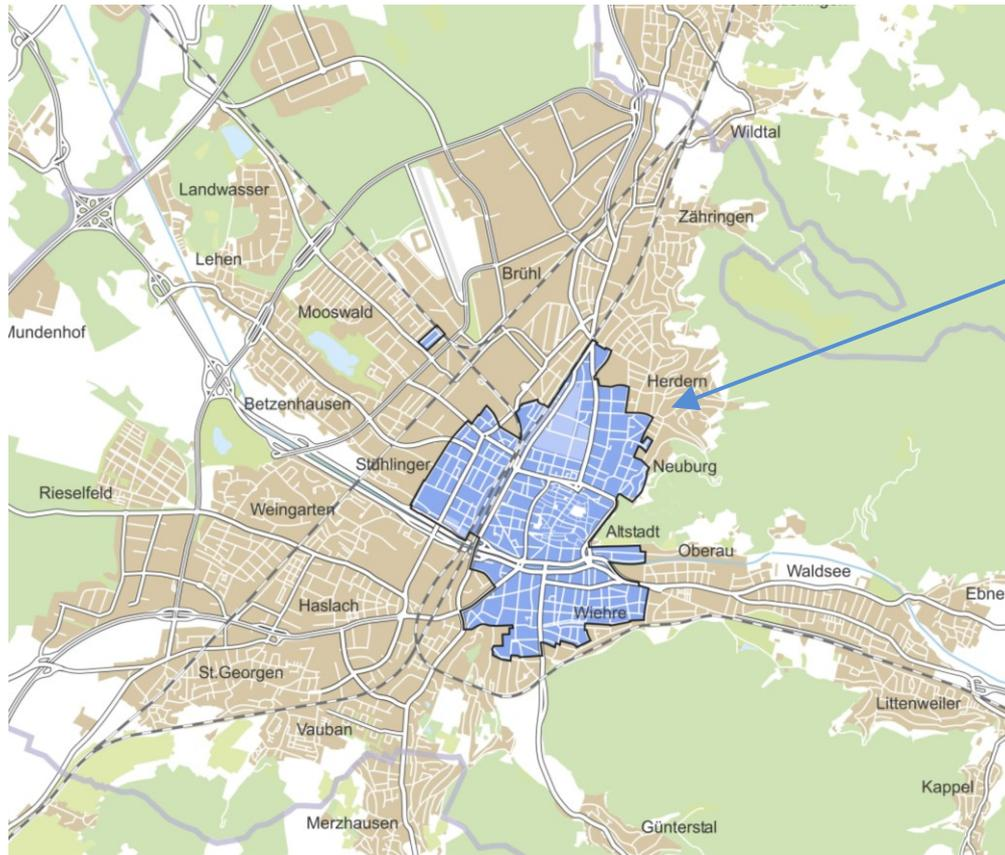 Wildtal
Landwasser
Zähringen
Lehen
Brühl
Mooswald
Mundenhof
Herdern
Betzenhausen
Stühlinger
Neuburg
Rieselfeld
Weingarten
Altstadt
Oberau
Waldsee
Ebne
Haslach
Wiehre
St.Georgen
Littenweiler
Vauban
Kappel
Merzhausen
Günterstal